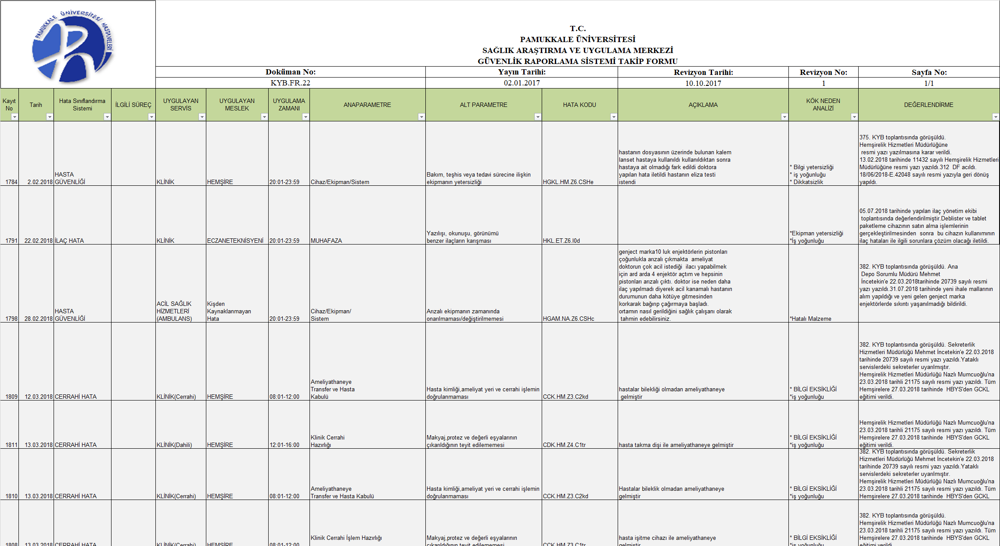 PAMUKKALE ÜNİVERSİTESİ HASTANELERİ
T.C.
PAMUKKALE ÜNİVERSİTESİ
SAĞLIK ARAŞTIRMA VE UYGULAMA MERKEZİ
GÜVENLİK RAPORLAMA SİSTEMİ TAKİP FORMU
Doküman No:
Yayın Tarihi:
Revizyon Tarihi:
Revizyon No:
Sayfa No:
KYB.FR.22
02.01.2017
10.10.2017
1
1/1
Kayıt
No
Tarih
Hata Sınıflandırma
Sistemi
İLGİLİ SÜREÇ
UYGULAYAN
SERVİS
UYGULAYAN
MESLEK
UYGULAMA
ZAMANI
ANAPARAMETRE
ALT PARAMETRE
HATA KODU
AÇIKLAMA
KÖK NEDEN
ANALİZİ
DEĞERLENDİRME
1784
2.02.2018
HASTA
GÜVENLİĞİ
KLİNİK
HEMŞİRE
20:01-23:59
Cihaz/Ekipman/Sistem
Bakım, teşhis veya tedavi sürecine ilişkin
ekipmanın yetersizliği
HGKL.HM.Z6.CSHe
hastanın dosyasının üzerinde bulunan kalem
lanset hastaya kullanıldı kullanıldıktan sonra
hastaya ait olmadığı fark edildi doktora
yapılan hata iletildi hastanın eliza testi
istendi
* Bilgi yetersizliği
* iş yoğunluğu
* Dikkatsizlik
375. KYB toplantısında görüşüldü.
Hemşirelik Hizmetleri Müdürlüğüne
resmi yazı yazılmasına karar verildi.
13.02.2018 tarihinde 11432 sayılı Hemşirelik Hizmetleri
Müdürlüğüne resmi yazı yazıldı.312 DF acıldı.
18/06/2018-E.42048 sayılı resmi yazıyla geri dönüş
yapıldı.
1791
22.02.2018
İLAÇ HATA
KLİNİK
ECZANETEKNİSYENİ
20:01-23:59
MUHAFAZA
Yazılışı, okunuşu, görünümü
benzer ilaçların karışması
HKL.ET.Z6.I0d
*Ekipman yetersizliği
*İş yoğunluğu
05.07.2018 tarihinde yapılan ilaç yönetim ekibi
toplantısında değerlendirilmiştir.Deblister ve tablet
paketleme cihazının satın alma işlemlerinin
gerçekleştirilmesinden sonra bu cihazın kullanımının
ilaç hataları ile ilgili sorunlara çözüm olacağı iletildi.
1798
28.02.2018
HASTA
GÜVENLİĞİ
ACİL SAĞLIK
HİZMETLERİ
(AMBULANS)
Kişden
Kaynaklanmayan
Hata
20:01-23:59
Cihaz/Ekipman/
Sistem
Arızalı ekipmanın zamanında
onarılmaması/değiştirilmemesi
HGAM.NA.Z6.CSHc
genject marka10 luk enjektörlerin pistonları
çoğunlukla arızalı çıkmakta ameliyat
doktorun çok acil istediği ilacı yapabilmek
için ard arda 4 enjektör açtım ve hepsinin
pistonları arızalı çıktı. doktor ise neden daha
ilaç yapılmadı diyerek acil kanamalı hastanın
durumunun daha kötüye gitmesinden
korkarak bağırıp çağırmaya başladı.
ortamın nasıl gerildiğini sağlık çalışanı olarak
tahmin edebilirsiniz.
*Hatalı Malzeme
382. KYB toplantısında görüşüldü. Ana
Depo Sorumlu Müdürü Mehmet
İncetekin'e 22.03.2018tarihinde 20739 sayılı resmi
yazı yazıldı.31.07.2018 tarihinde yeni ihale mallarının
alım yapıldığı ve yeni gelen genject marka
enjektörlerde sıkıntı yaşanılmadığı bildirildi.
1809
12.03.2018
CERRAHİ HATA
KLİNİK(Cerrahi)
HEMŞİRE
08:01-12:00
Ameliyathaneye
Transfer ve Hasta
Kabulü
Hasta kimliği,ameliyat yeri ve cerrahi işlemin
doğrulanmaması
CCK.HM.Z3.C2kd
hastalar bilekliği olmadan ameliyathaneye
gelmiştir
* BİLGİ EKSİKLİĞİ
*iş yoğunluğu
382. KYB toplantısında görüşüldü. Sekreterlik
Hizmetleri Müdürlüğü Mehmet İncetekin'e 22.03.2018
tarihinde 20739 sayılı resmi yazı yazıldı.Yataklı
servislerdeki sekreterler uyarılmıştır.
Hemşirelik Hizmetleri Müdürlüğü Nazlı Mumcuoğlu'na
23.03.2018 tarihli 21175 sayılı resmi yazı yazıldı. Tüm
Hemşirelere 27.03.2018 tarihinde HBYS'den GCKL
eğitimi verildi.
1811
13.03.2018
CERRAHİ HATA
KLİNİK(Dahili)
HEMŞİRE
12:01-16:00
Klinik Cerrahi
Hazırlığı
Makyaj,protez ve değerli eşyalarının
çıkarıldığının teyit edilememesi
CDK.HM.Z4.C1tr
hasta takma dişi ile ameliyathaneye gelmiştir
* BİLGİ EKSİKLİĞİ
*iş yoğunluğu
Hemşirelik Hizmetleri Müdürlüğü Nazlı Mumcuoğlu'na
23.03.2018 tarihli 21175 sayılı resmi yazı yazıldı. Tüm
Hemşirelere 27.03.2018 tarihinde HBYS'den GCKL
eğitimi verildi.
1810
13.03.2018
CERRAHİ HATA
KLİNİK(Cerrahi)
HEMŞİRE
08:01-12:00
Ameliyathaneye
Transfer ve Hasta Kabulü
Hasta kimliği,ameliyat yeri ve cerrahi işlemin
doğrulanmaması
CCK.HM.Z3.C2kd
Hastalar bileklik olmadan ameliyathaneye
gelmiştir
* BİLGİ EKSİKLİĞİ
*iş yoğunluğu
382. KYB toplantısında görüşüldü. Sekreterlik
Hizmetleri Müdürlüğü Mehmet İncetekin'e 22.03.2018
tarihinde 20739 sayılı resmi yazı yazıldı.Yataklı
servislerdeki sekreterler uyarılmıştır.
Hemşirelik Hizmetleri Müdürlüğü Nazlı Mumcuoğlu'na
23.03.2018 tarihli 21175 sayılı resmi yazı yazıldı. Tüm
Hemşirelere 27.03.2018 tarihinde HBYS'den GCKL
1808
13.03.2018
CERRAHİ HATA
KLİNİK(Cerrahi)
HEMŞİRE
08:01-12:00
Klinik Cerrahi İşlem Hazırlığı
Makyaj,protez ve değerli eşyalarının
çıkarıldığının teyit edilememesi
CCK.HM.Z3.C1tr
hasta işitme cihazı ile ameliyathaneye
gelmiştir
* BİLGİ EKSİKLİĞİ
*iş yoğunluğu
382. KYB toplantısında görüşüldü.
Hemşirelik Hizmetleri Müdürlüğü Nazlı Mumcuoğlu'na
23.03.2018 tarihli 21175 sayılı resmi yazı yazıldı. Tüm
Hemşirelere 27.03.2018 tarihinde HBYS'den GCKL
eğitimi verildi.